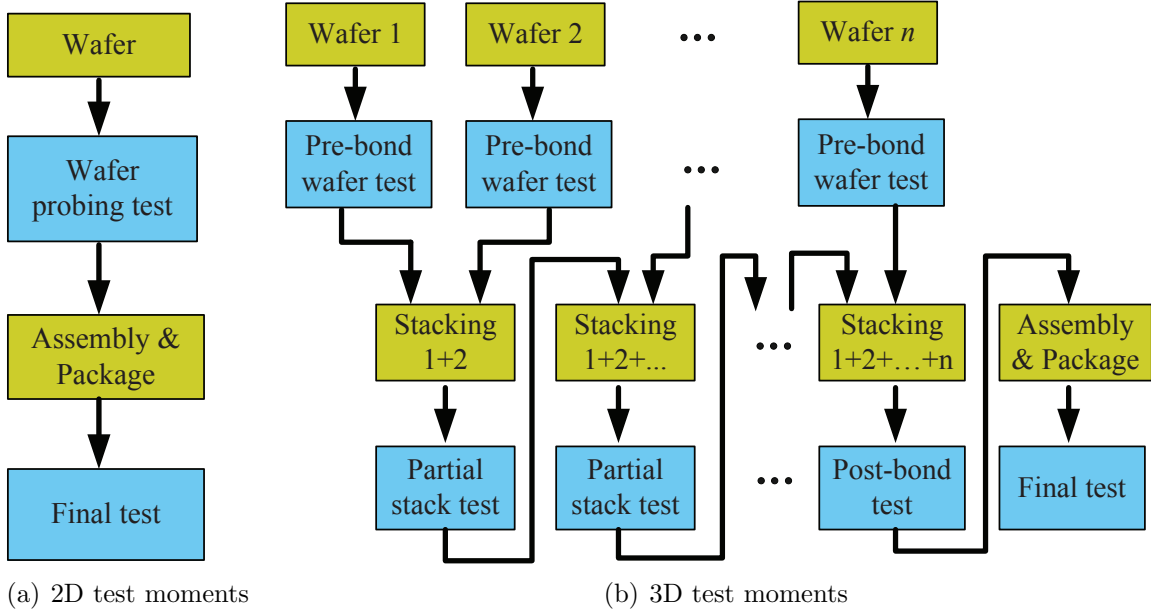 Wafer
Wafer
probing test
Assembly &
Package
Final test
(a) 2D test moments
Wafer 1
Wafer 2
...
Wafer n
Pre-bond
wafer test
Pre-bond
wafer test
...
Pre-bond
wafer test
Stacking
1+2
Stacking
1+2+...
...
Stacking
1+2+...+n
Assembly
& Package
Partial
stack test
Partial
stack test
...
Post-bond
test
Final test
(b) 3D test moments